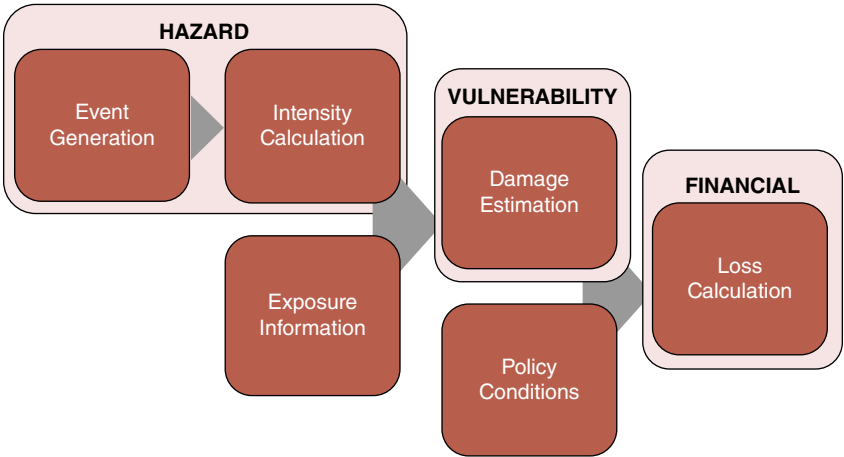 HAZARD
Event
Generation
Intensity
Calculation
Exposure
Information
VULNERABILITY
Damage
Estimation
Policy
Conditions
FINANCIAL
Loss
Calculation